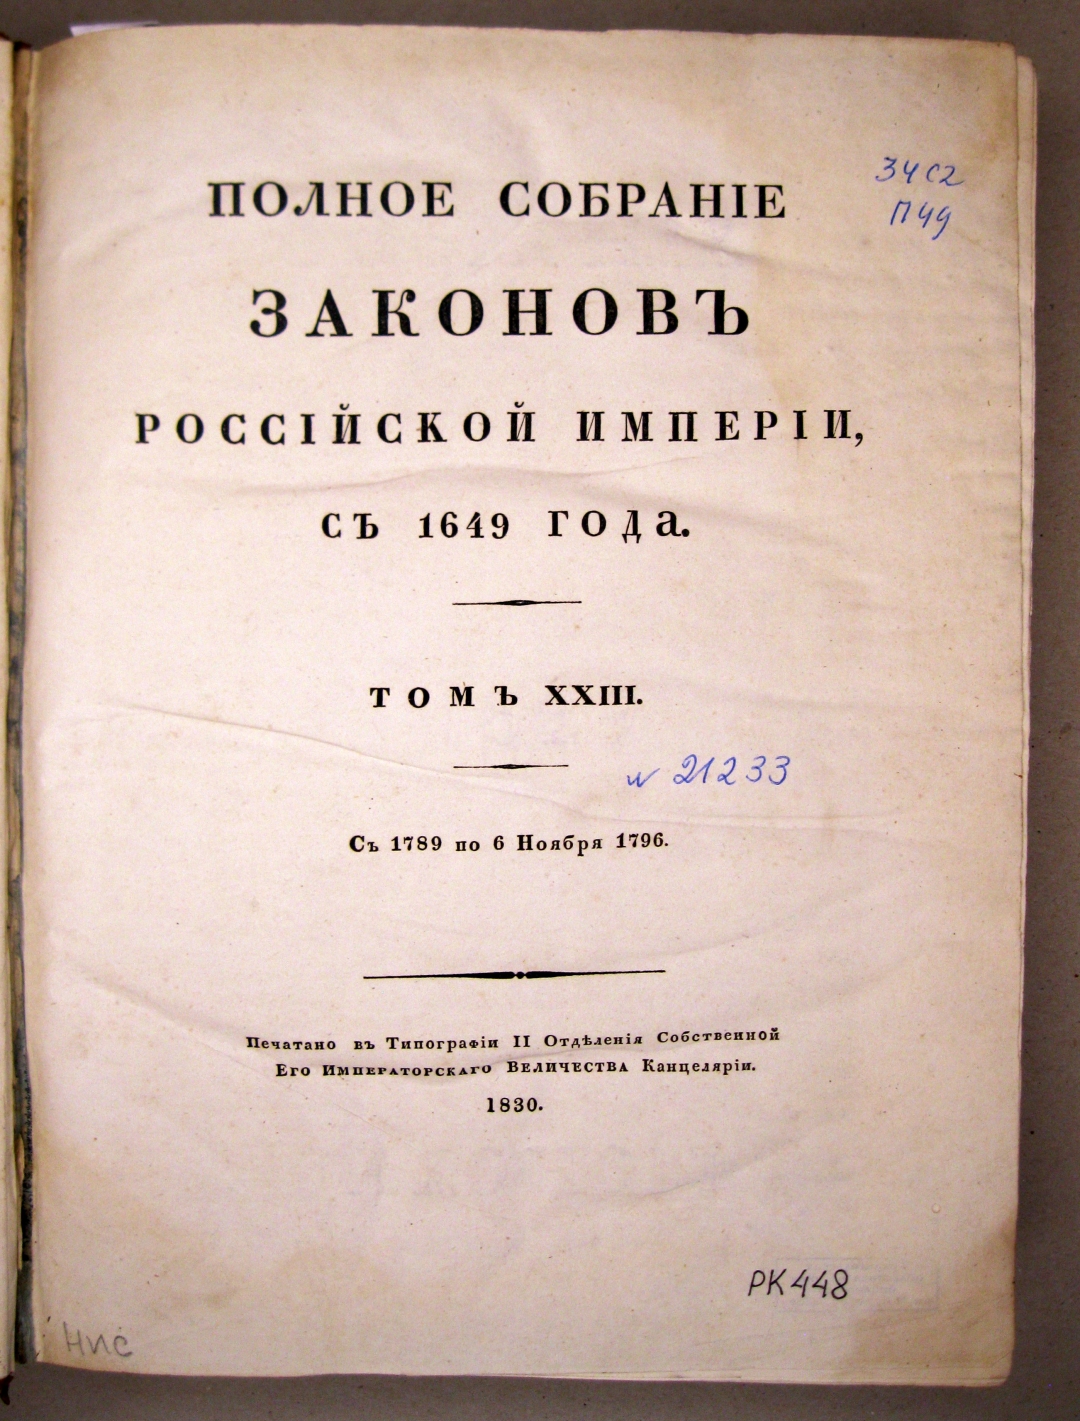 ПОЛНОЕ СОБРАНІЕ
34С2
П49
ЗАКОНОВЪ
РОССІЙСКОЙ ИМПЕРІИ,
СЪ 1649 ГОДа.
ТОМЪ XXIII.
№ 21233
Съ 1789 по 6 Ноября 1796.
Печатано въ Типографіи II Отдѣленія Собственной
Его Императорскаго Величества Канцеляріи.
1830.
РК448
НИС